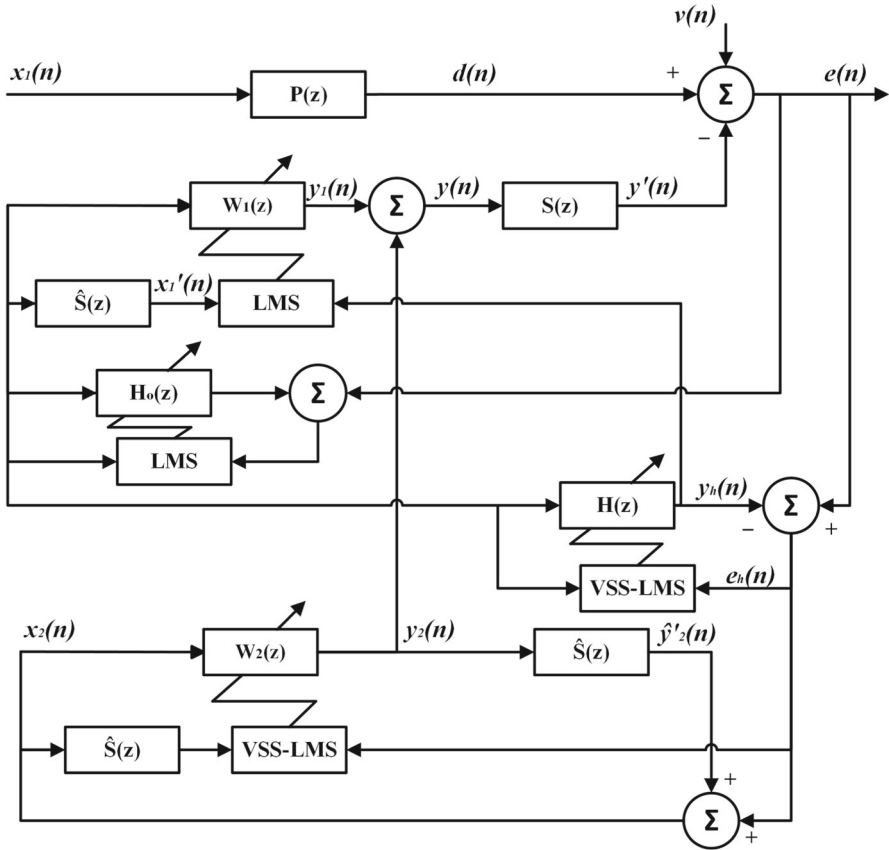 v(n)
x₁(n) d(n) e(n)
+
P(z) Σ
−
y₁(n) y(n) y'(n)
W₁(z) Σ S(z)
x₁'(n)
Ŝ(z) LMS
Hₒ(z) Σ
LMS
yₕ(n)
H(z) Σ
− +
eₕ(n)
VSS-LMS
x₂(n) y₂(n) ŷ'₂(n)
W₂(z) Ŝ(z)
Ŝ(z) VSS-LMS
+
Σ
+